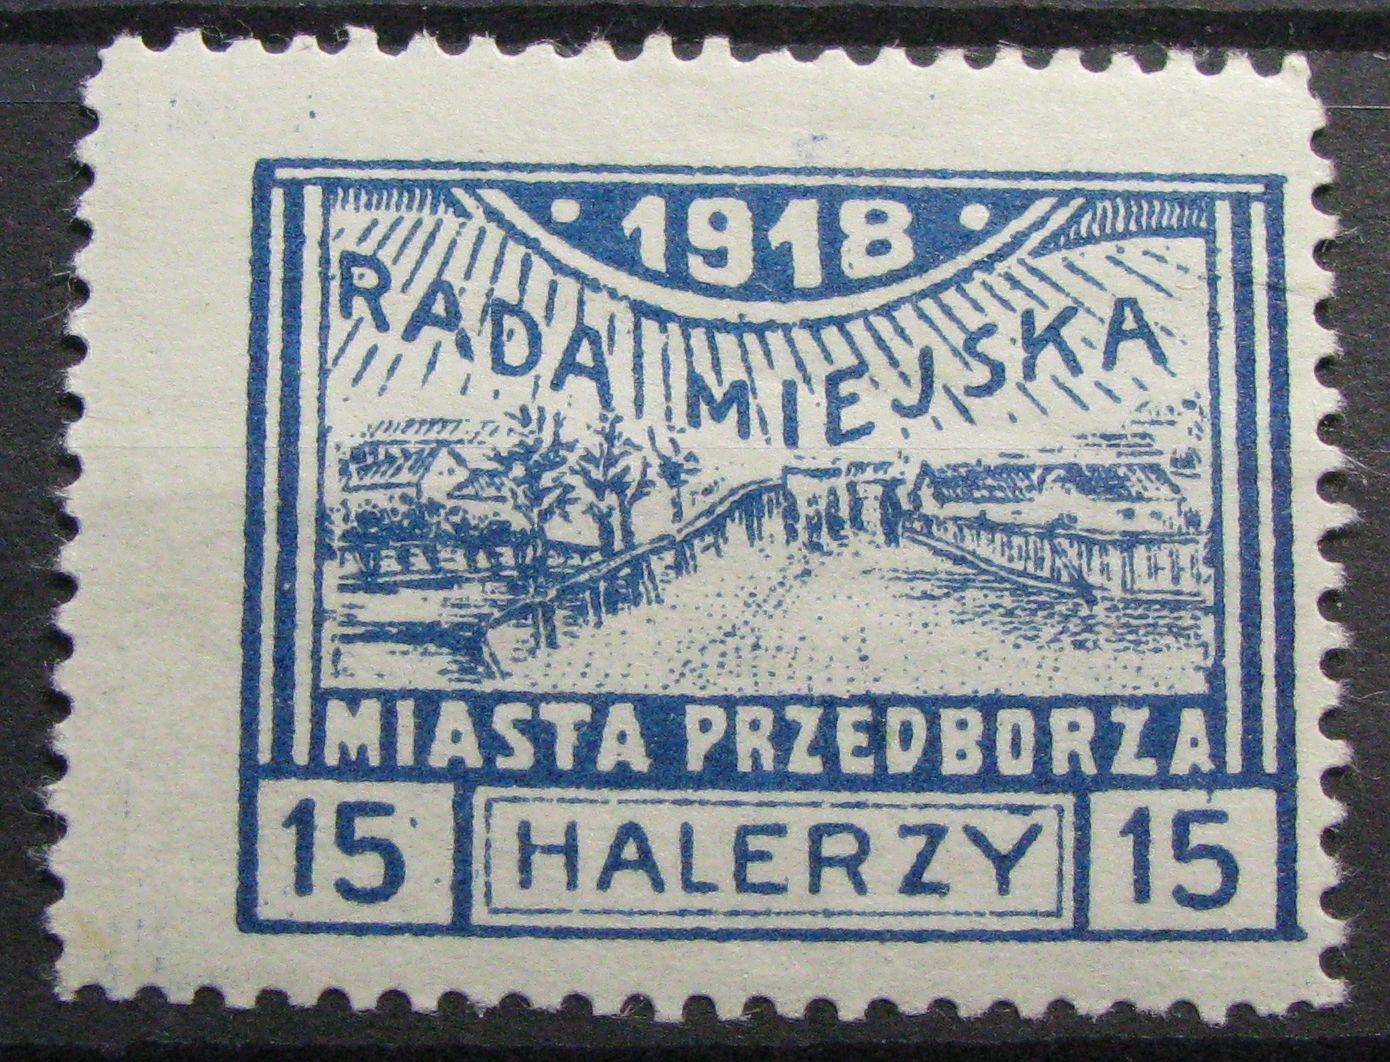 • 1918 •
RADA MIEJSKA
MIASTA PRZEDBORZA
15 HALERZY 15